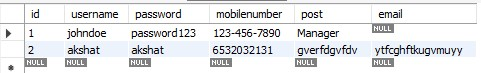 id username password mobilenumber post email
1 johndoe password123 123-456-7890 Manager NULL
2 akshat akshat 6532032131 gverfdgvfdv ytfcghftkugvmuyy
NULL NULL NULL NULL NULL NULL